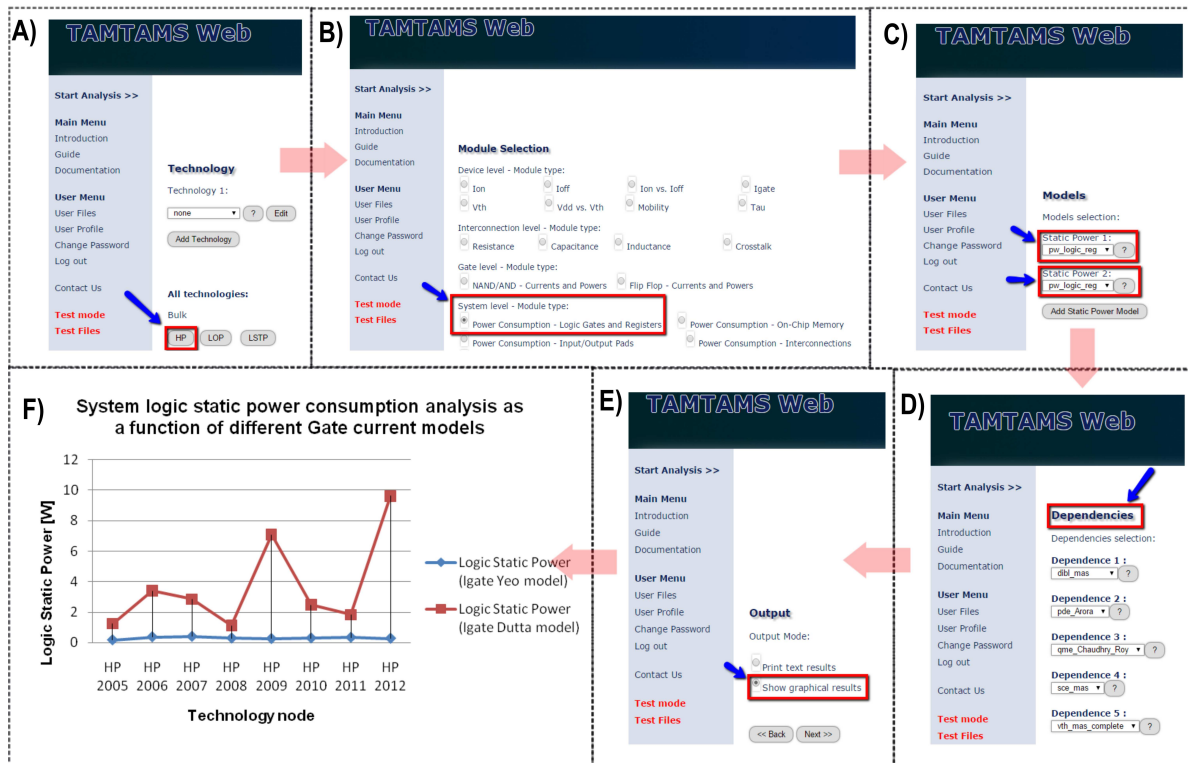 A)
TAMTAMS Web
Start Analysis >>
Main Menu
Introduction
Guide
Documentation
User Menu
User Files
User Profile
Change Password
Log out
Contact Us
Test mode
Test Files
Technology
Technology 1:
none ? Edit
Add Technology
All technologies:
Bulk
HP LOP LSTP
B)
TAMTAMS Web
Start Analysis >>
Main Menu
Introduction
Guide
Documentation
User Menu
User Files
User Profile
Change Password
Log out
Contact Us
Test mode
Test Files
Module Selection
Device level - Module type:
Ion Ioff Ion vs. Ioff Igate
Vth Vdd vs. Vth Mobility Tau
Interconnection level - Module type:
Resistance Capacitance Inductance Crosstalk
Gate level - Module type:
NAND/AND - Currents and Powers Flip Flop - Currents and Powers
System level - Module type:
Power Consumption - Logic Gates and Registers Power Consumption - On-Chip Memory
Power Consumption - Input/Output Pads Power Consumption - Interconnections
C)
TAMTAMS Web
Start Analysis >>
Main Menu
Introduction
Guide
Documentation
User Menu
User Files
User Profile
Change Password
Log out
Contact Us
Test mode
Test Files
Models
Models selection:
Static Power 1:
pw_logic_reg ?
Static Power 2:
pw_logic_reg ?
Add Static Power Model
D)
TAMTAMS Web
Start Analysis >>
Main Menu
Introduction
Guide
Documentation
User Menu
User Files
User Profile
Change Password
Log out
Contact Us
Test mode
Test Files
Dependencies
Dependencies selection:
Dependence 1 :
dibl_mas ?
Dependence 2 :
pde_Arora ?
Dependence 3 :
qme_Chaudhry_Roy ?
Dependence 4 :
sce_mas ?
Dependence 5 :
vth_mas_complete ?
E)
TAMTAMS Web
Start Analysis >>
Main Menu
Introduction
Guide
Documentation
User Menu
User Files
User Profile
Change Password
Log out
Contact Us
Test mode
Test Files
Output
Output Mode:
Print text results
Show graphical results
<< Back Next >>
F)
System logic static power consumption analysis as
a function of different Gate current models
Logic Static Power [W]
12
10
8
6
4
2
0
HP HP HP HP HP HP HP HP
2005 2006 2007 2008 2009 2010 2011 2012
Technology node
Logic Static Power
(Igate Yeo model)
Logic Static Power
(Igate Dutta model)